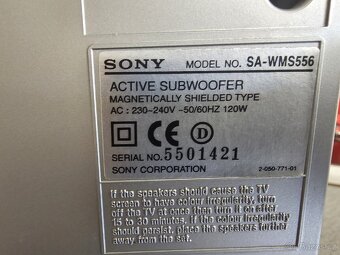 SONY MODEL NO. SA-WMS556
ACTIVE SUBWOOFER
MAGNETICALLY SHIELDED TYPE
AC : 230-240V ~50/60HZ 120W
CE D
SERIAL NO. 5501421
SONY CORPORATION 2-050-771-01
If the speakers should cause the TV
screen to have colour irregularity, turn
off the TV at once then turn it on after
15 to 30 minutes. If the colour irregularity
should persist, place the speakers further
away from the set.